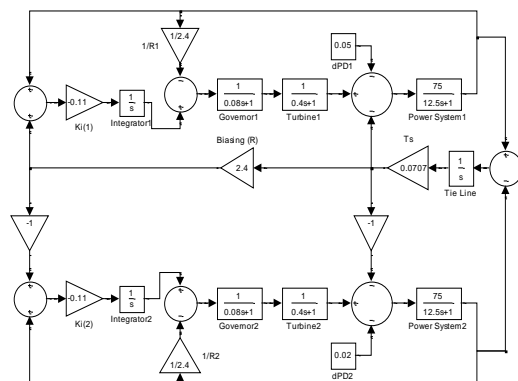 1/R1
1/2.4
0.05
dPD1
-0.11
Ki(1)
1
s
Integrator1
1
0.08s+1
Governor1
1
0.4s+1
Turbine1
75
12.5s+1
Power System1
Biasing (R)
2.4
Ts
0.0707
1
s
Tie Line
-1
-1
-0.11
Ki(2)
1
s
Integrator2
1
0.08s+1
Governor2
1
0.4s+1
Turbine2
75
12.5s+1
Power System2
1/2.4
1/R2
0.02
dPD2